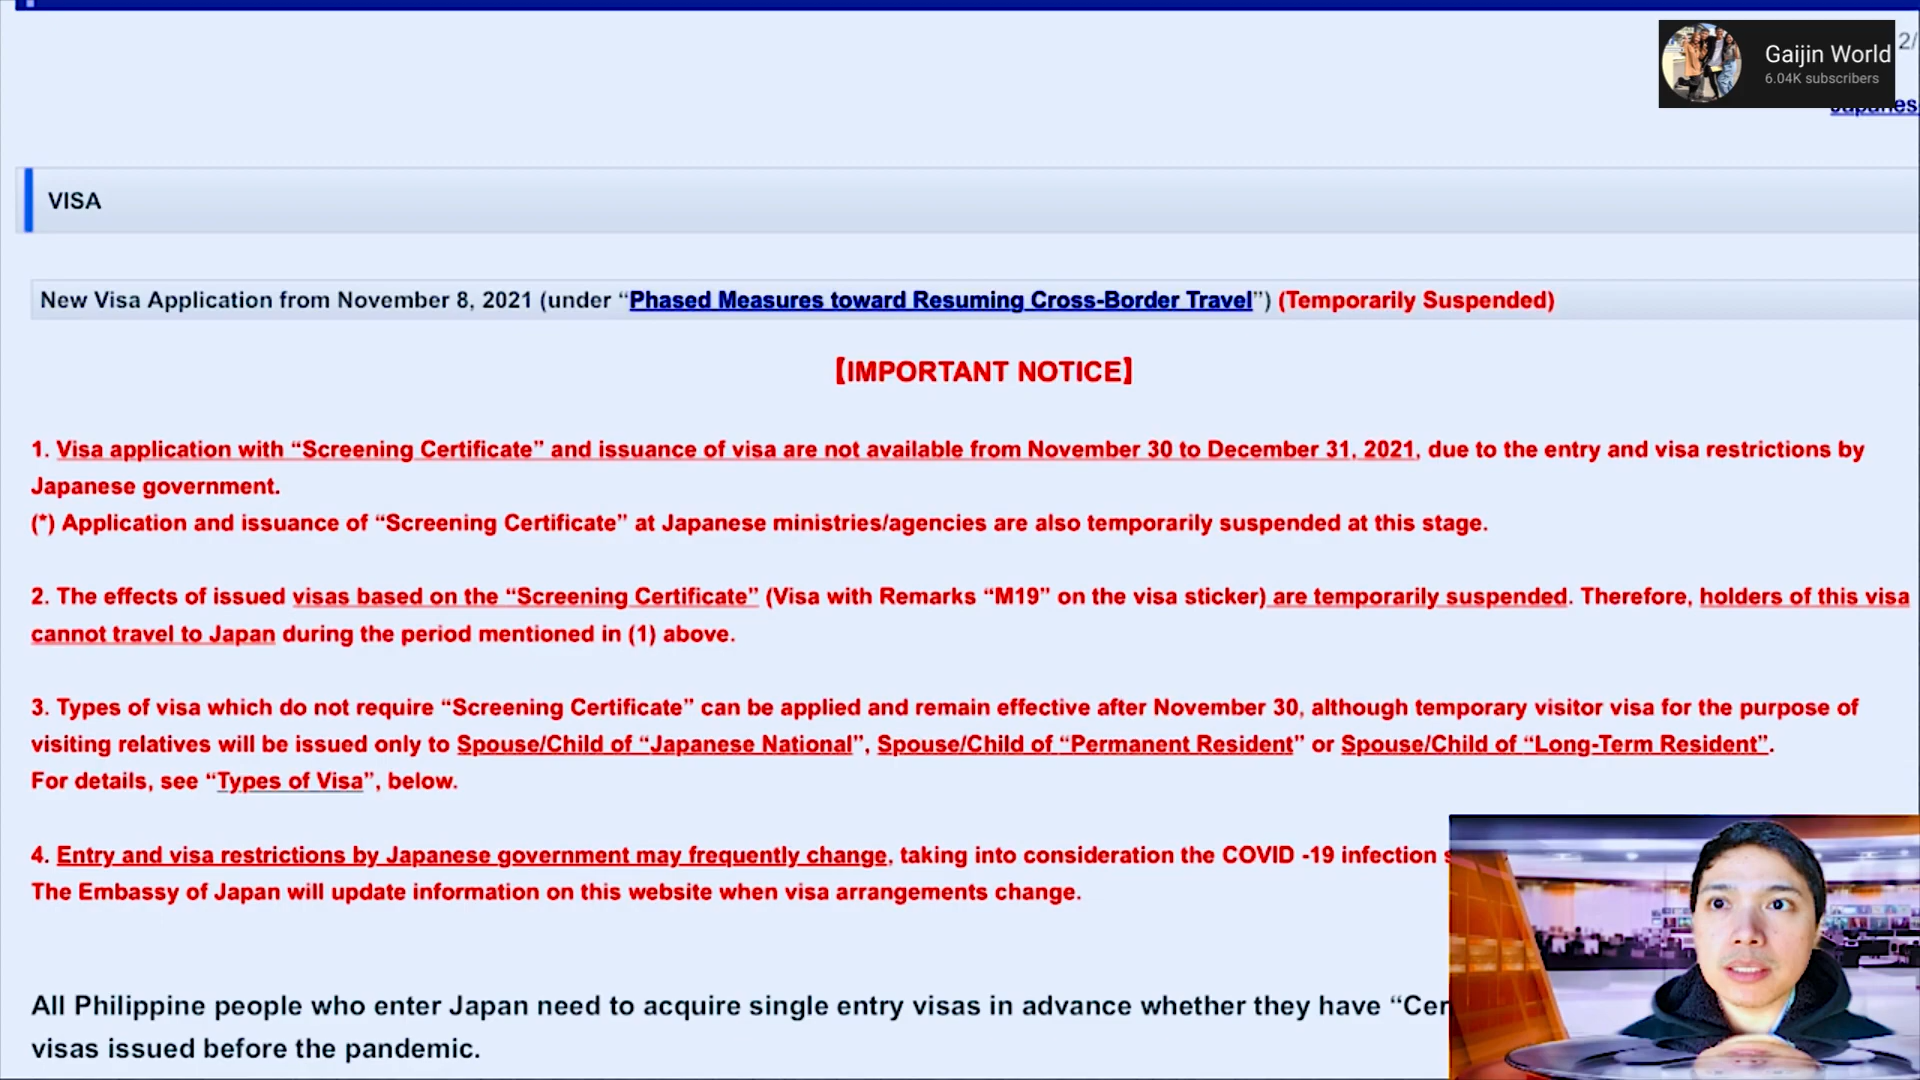 Gaijin World
6.04K subscribers
VISA
New Visa Application from November 8, 2021 (under “Phased Measures toward Resuming Cross-Border Travel”) (Temporarily Suspended)
【IMPORTANT NOTICE】
1. Visa application with “Screening Certificate” and issuance of visa are not available from November 30 to December 31, 2021, due to the entry and visa restrictions by
Japanese government.
(*) Application and issuance of “Screening Certificate” at Japanese ministries/agencies are also temporarily suspended at this stage.
2. The effects of issued visas based on the “Screening Certificate” (Visa with Remarks “M19” on the visa sticker) are temporarily suspended. Therefore, holders of this visa
cannot travel to Japan during the period mentioned in (1) above.
3. Types of visa which do not require “Screening Certificate” can be applied and remain effective after November 30, although temporary visitor visa for the purpose of
visiting relatives will be issued only to Spouse/Child of “Japanese National”, Spouse/Child of “Permanent Resident” or Spouse/Child of “Long-Term Resident”.
For details, see “Types of Visa”, below.
4. Entry and visa restrictions by Japanese government may frequently change, taking into consideration the COVID -19 infection
The Embassy of Japan will update information on this website when visa arrangements change.
All Philippine people who enter Japan need to acquire single entry visas in advance whether they have “Cer
visas issued before the pandemic.